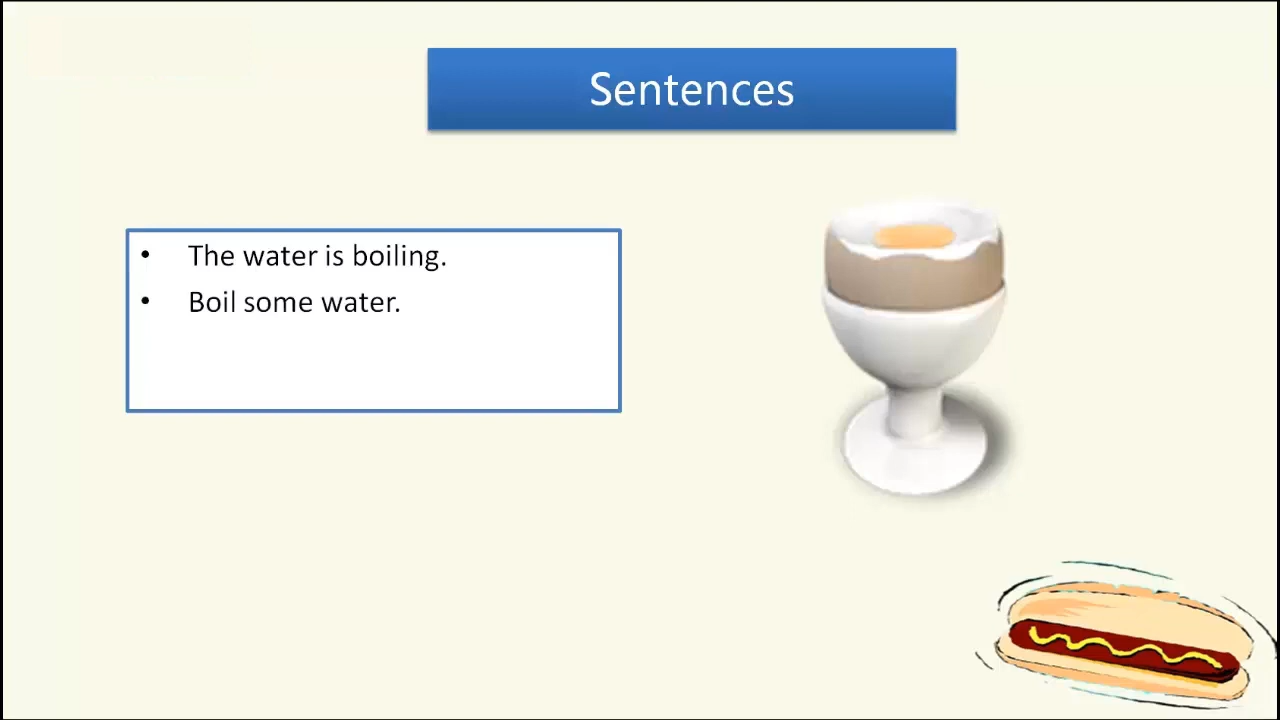 Sentences
• The water is boiling.
• Boil some water.